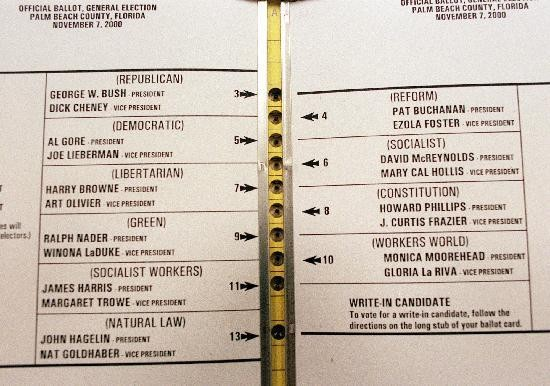 OFFICIAL BALLOT, GENERAL ELECTION
PALM BEACH COUNTY, FLORIDA
NOVEMBER 7, 2000
(REPUBLICAN)
GEORGE W. BUSH - PRESIDENT
DICK CHENEY - VICE PRESIDENT
3
(DEMOCRATIC)
AL GORE - PRESIDENT
JOE LIEBERMAN - VICE PRESIDENT
5
(LIBERTARIAN)
HARRY BROWNE - PRESIDENT
ART OLIVIER - VICE PRESIDENT
7
(GREEN)
RALPH NADER - PRESIDENT
WINONA LaDUKE - VICE PRESIDENT
9
(SOCIALIST WORKERS)
JAMES HARRIS - PRESIDENT
MARGARET TROWE - VICE PRESIDENT
11
(NATURAL LAW)
JOHN HAGELIN - PRESIDENT
NAT GOLDHABER - VICE PRESIDENT
13
es will
electors.)
A
OFFICIAL BALLOT, GENERAL ELECTION
PALM BEACH COUNTY, FLORIDA
NOVEMBER 7, 2000
(REFORM)
4
PAT BUCHANAN - PRESIDENT
EZOLA FOSTER - VICE PRESIDENT
(SOCIALIST)
6
DAVID McREYNOLDS - PRESIDENT
MARY CAL HOLLIS - VICE PRESIDENT
(CONSTITUTION)
8
HOWARD PHILLIPS - PRESIDENT
J. CURTIS FRAZIER - VICE PRESIDENT
(WORKERS WORLD)
10
MONICA MOOREHEAD - PRESIDENT
GLORIA La RIVA - VICE PRESIDENT
WRITE-IN CANDIDATE
To vote for a write-in candidate, follow the
directions on the long stub of your ballot card.